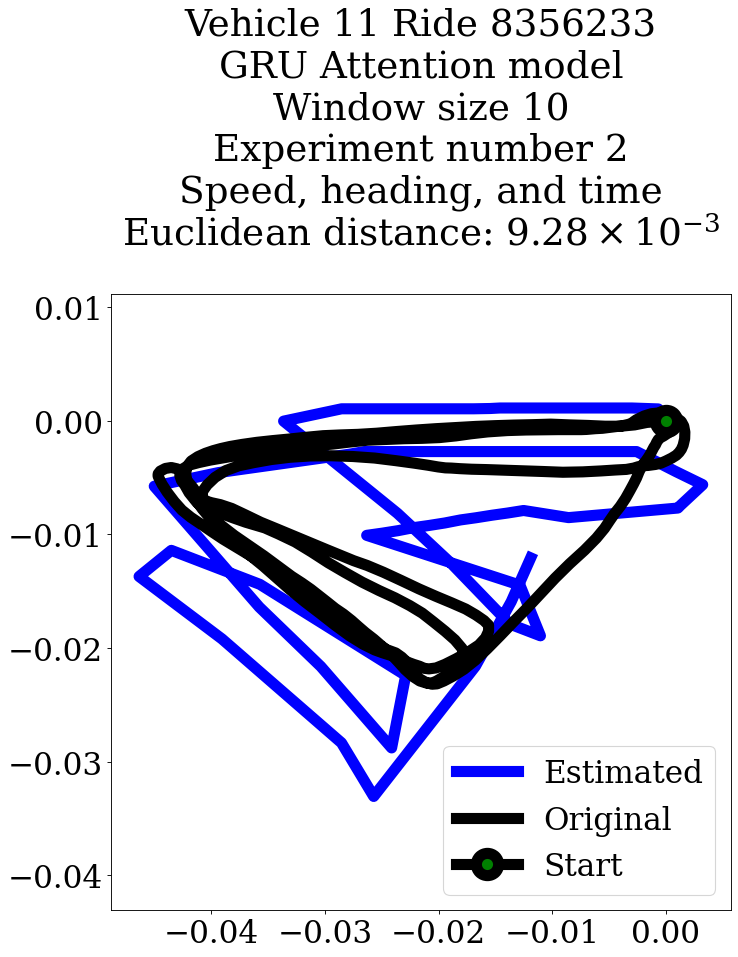 Vehicle 11 Ride 8356233
GRU Attention model
Window size 10
Experiment number 2
Speed, heading, and time
Euclidean distance: 9.28 × 10⁻³
0.01
0.00
−0.01
−0.02
−0.03
−0.04
Estimated
Original
Start
−0.04 −0.03 −0.02 −0.01 0.00